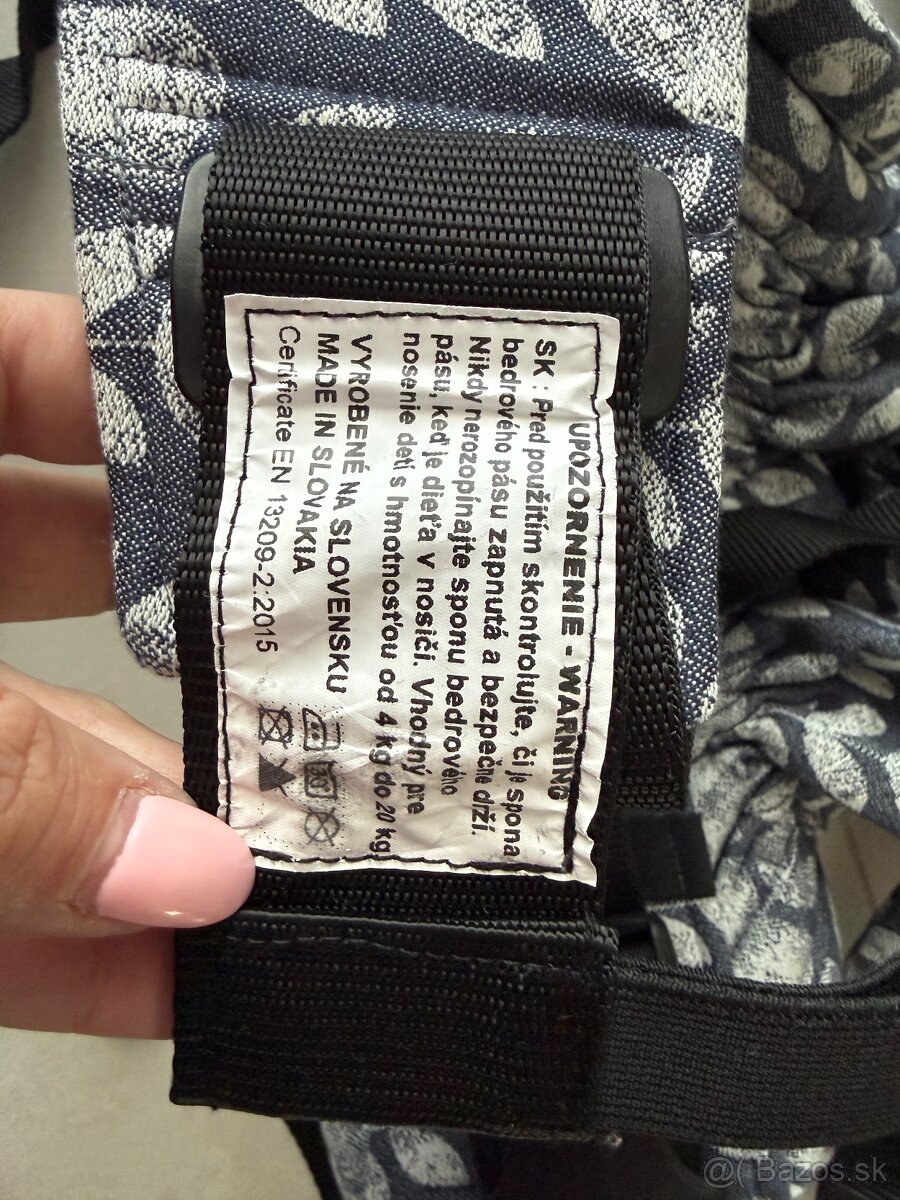 UPOZORNENIE - WARNING
SK : Pred použitím skontrolujte, či je spona
bedrového pásu zapnutá a bezpečne drží.
Nikdy nerozopínajte sponu bedrového
pásu, keď je dieťa v nosiči. Vhodný pre
nosenie detí s hmotnosťou od 4 kg do 20 kg
VYROBENÉ NA SLOVENSKU
MADE IN SLOVAKIA
Certificate EN 13209-2:2015
@( Bazos.sk